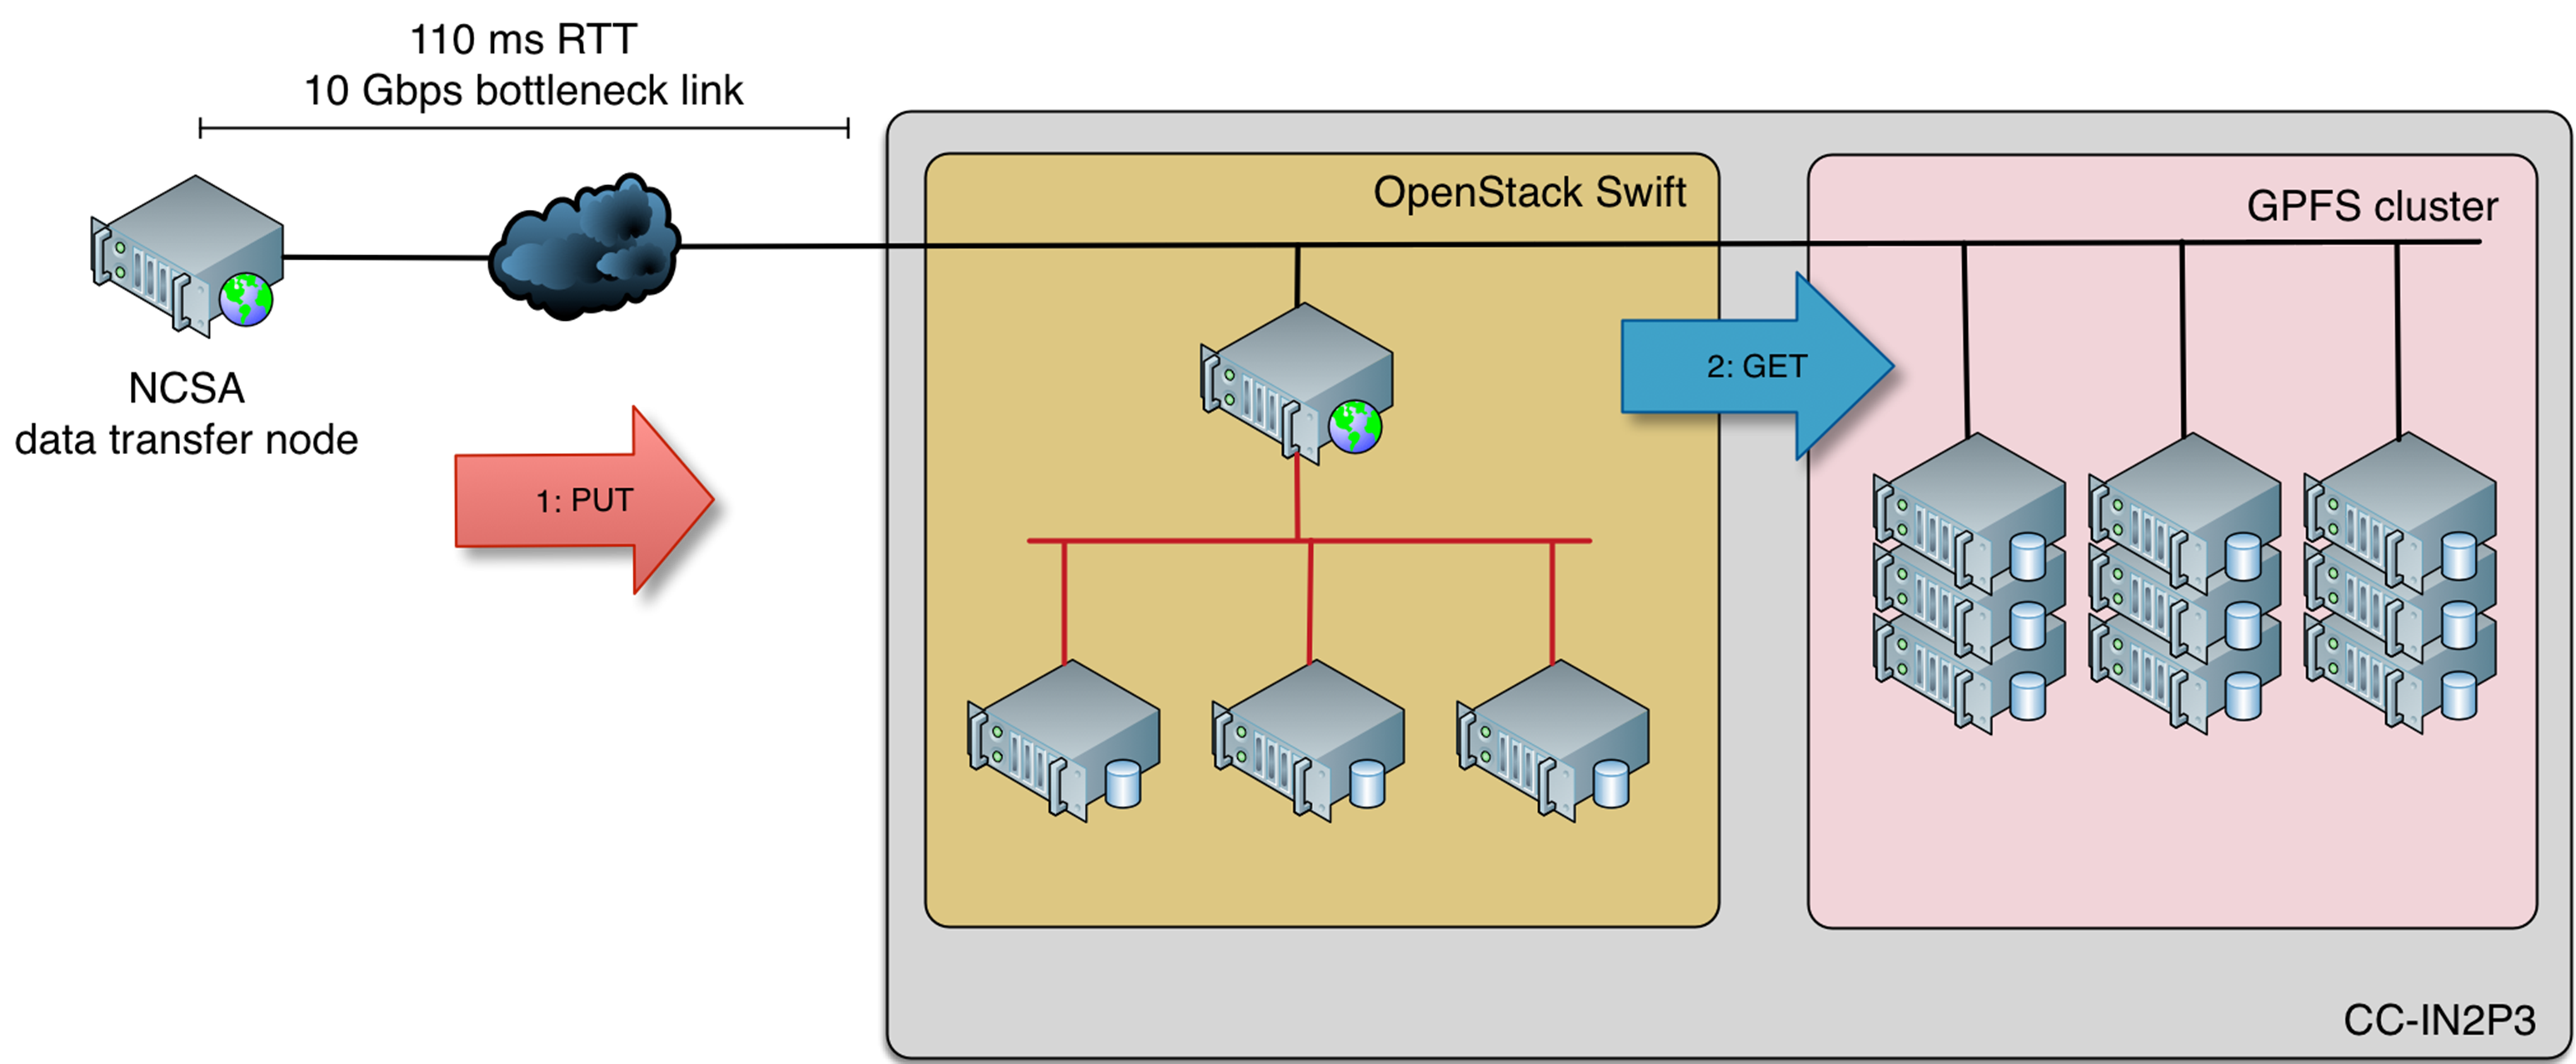 110 ms RTT
10 Gbps bottleneck link
OpenStack Swift
GPFS cluster
NCSA
data transfer node
1: PUT
2: GET
CC-IN2P3